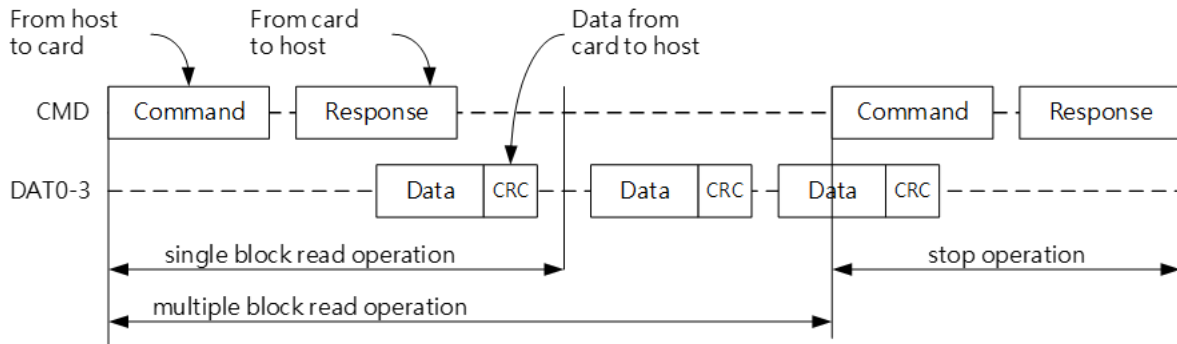 From host
to card
From card
to host
Data from
card to host
CMD
Command
Response
Command
Response
DAT0-3
Data
CRC
Data
CRC
Data
CRC
single block read operation
stop operation
multiple block read operation